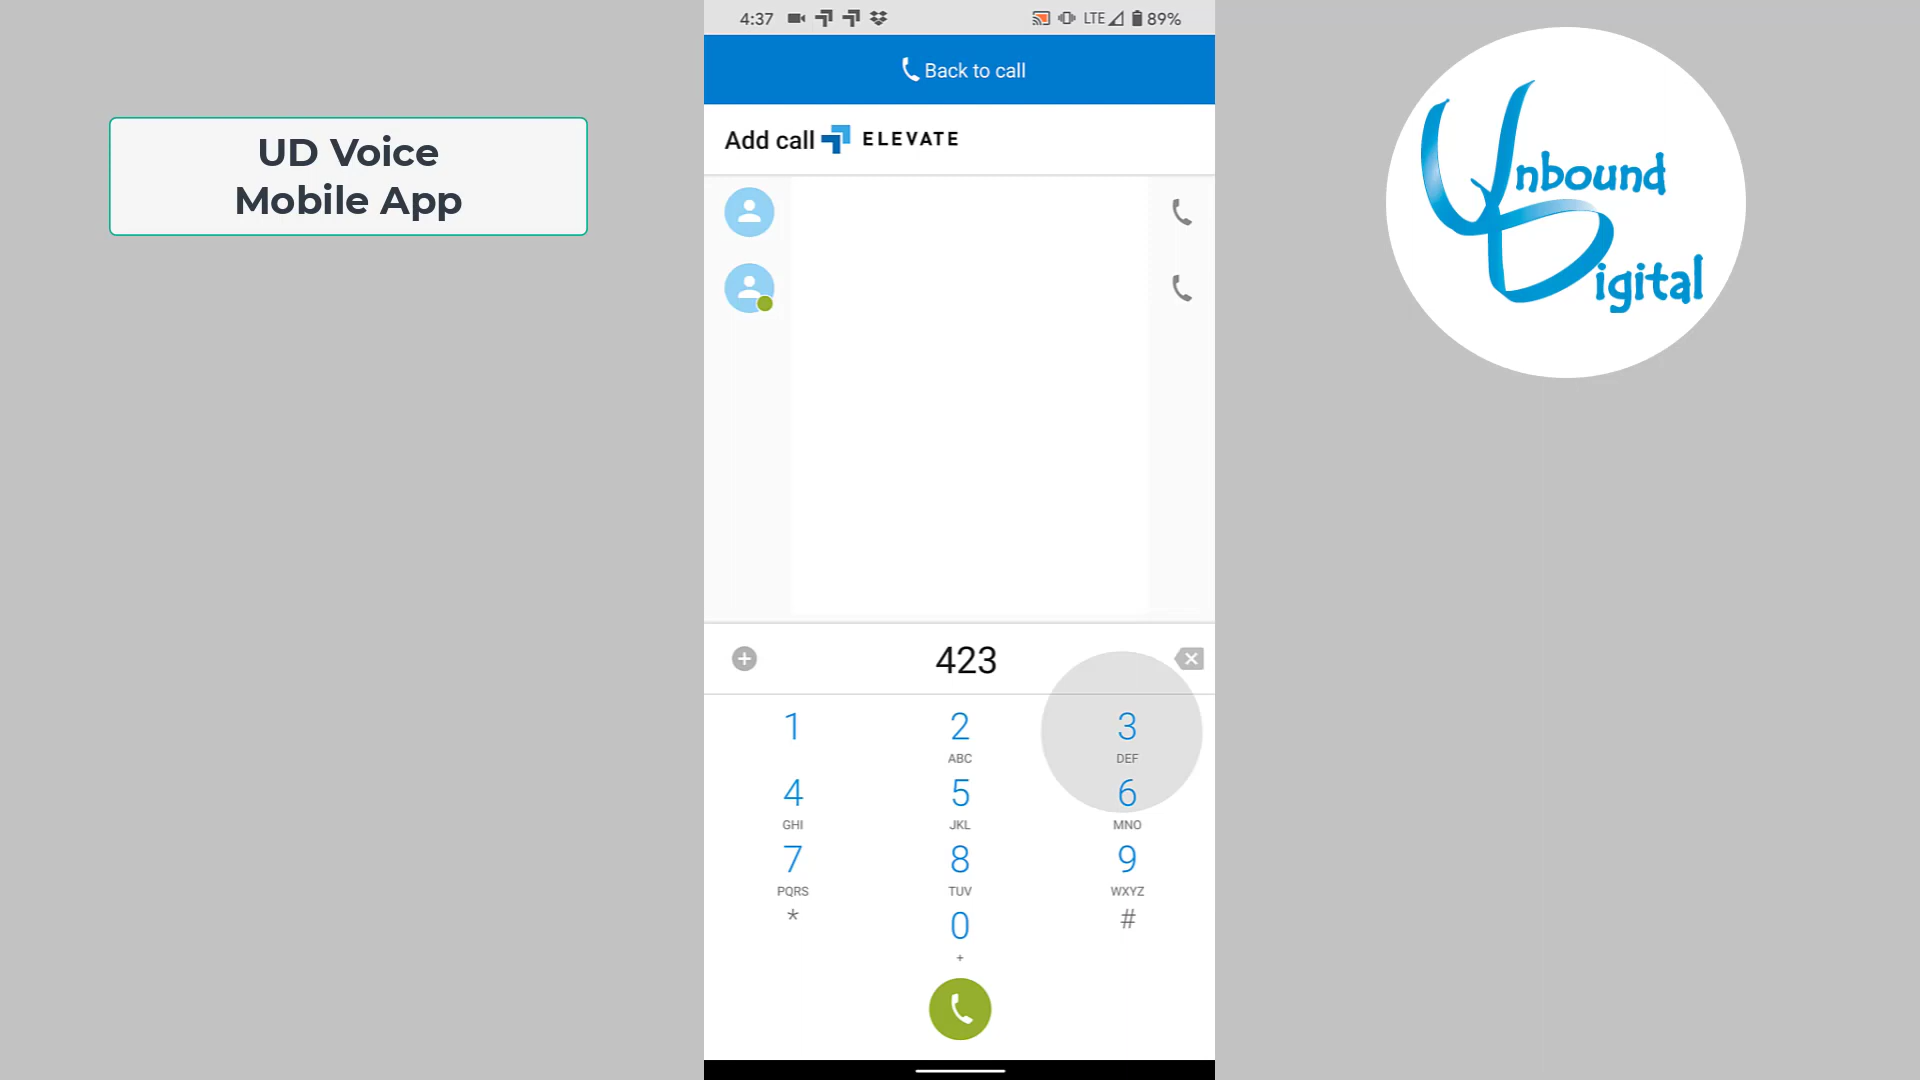 UD Voice
Mobile App
4:37
LTE
89%
Back to call
Add call ELEVATE
423
1
2
ABC
3
DEF
4
GHI
5
JKL
6
MNO
7
PQRS
8
TUV
9
WXYZ
*
0
+
#
Unbound
Digital